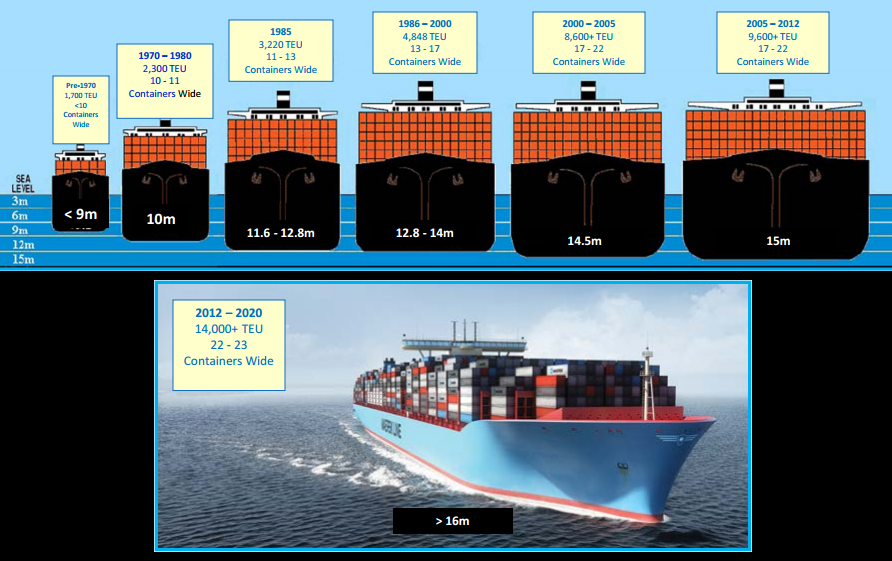 Pre-1970
1,700 TEU
<10
Containers
Wide
1970 – 1980
2,300 TEU
10 - 11
Containers Wide
1985
3,220 TEU
11 - 13
Containers Wide
1986 – 2000
4,848 TEU
13 - 17
Containers Wide
2000 – 2005
8,600+ TEU
17 - 22
Containers Wide
2005 – 2012
9,600+ TEU
17 - 22
Containers Wide
SEA
LEVEL
3m
6m
9m
12m
15m
< 9m
10m
11.6 - 12.8m
12.8 - 14m
14.5m
15m
2012 – 2020
14,000+ TEU
22 - 23
Containers Wide
MAERSK LINE
> 16m